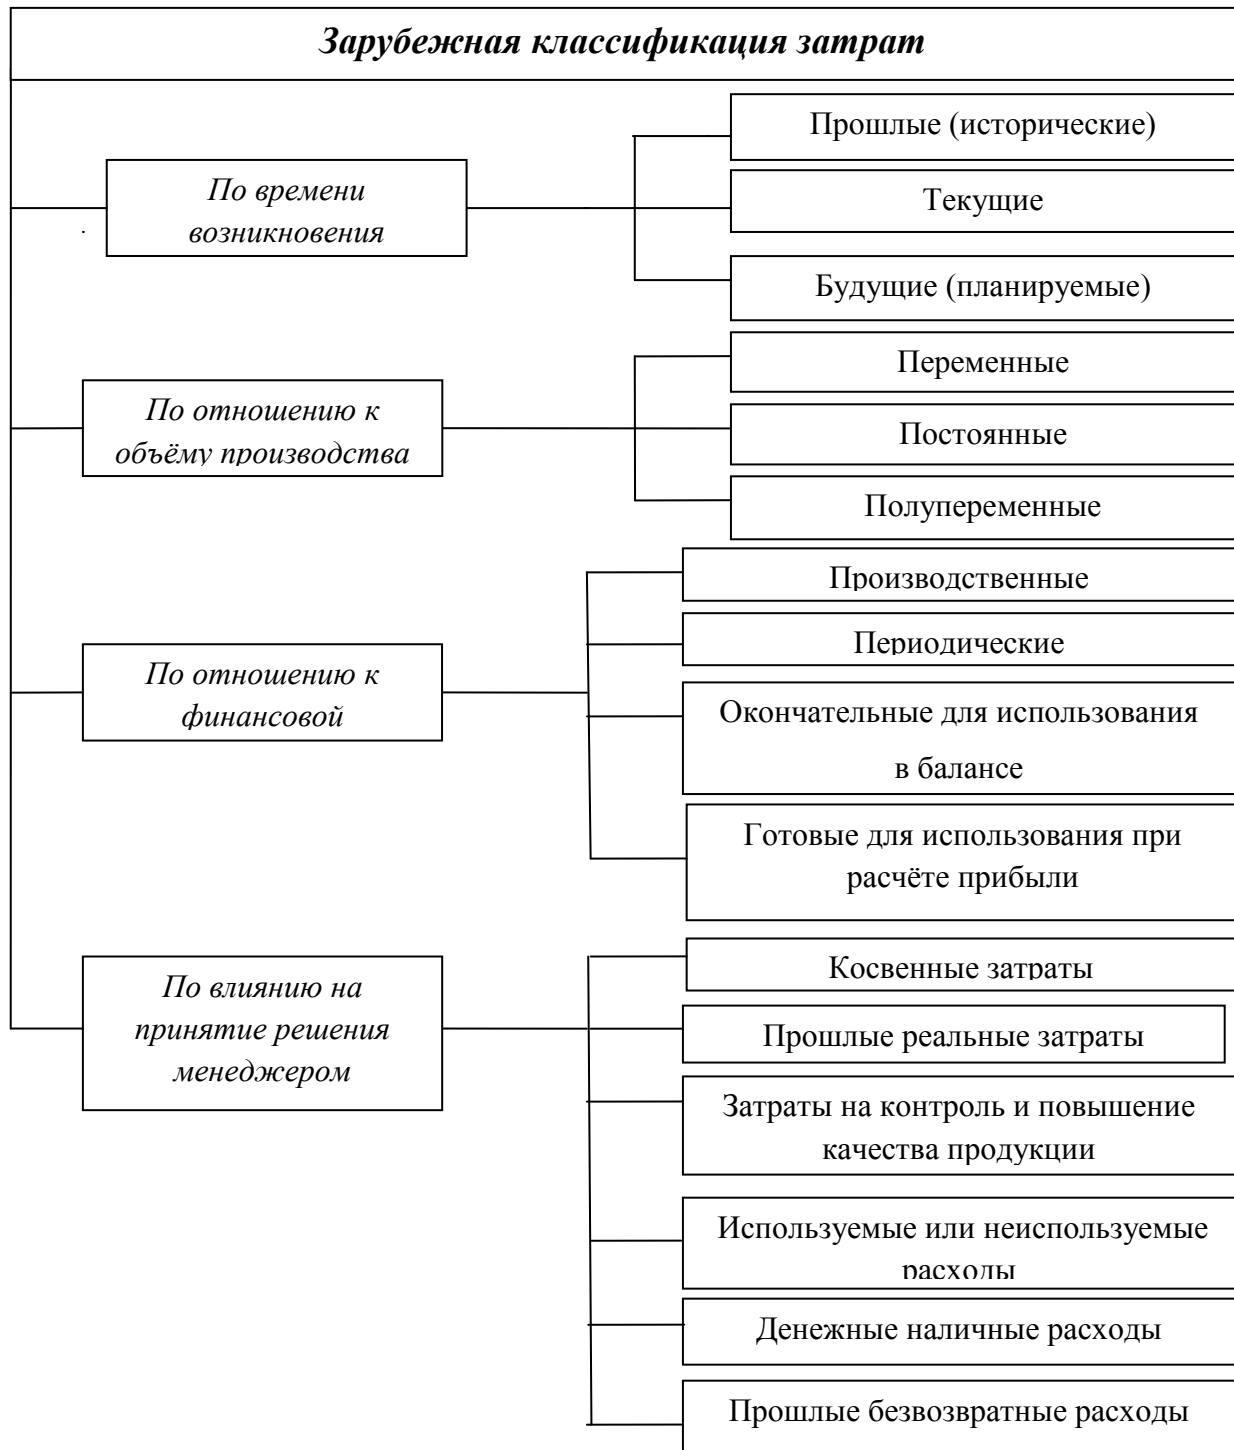 Зарубежная классификация затрат
Прошлые (исторические)
По времени
возникновения
.
Текущие
Будущие (планируемые)
Переменные
По отношению к
объёму производства
Постоянные
Полупеременные
Производственные
Периодические
По отношению к
финансовой
Окончательные для использования
в балансе
Готовые для использования при
расчёте прибыли
По влиянию на
принятие решения
менеджером
Косвенные затраты
Прошлые реальные затраты
Затраты на контроль и повышение
качества продукции
Используемые или неиспользуемые
расходы
Денежные наличные расходы
Прошлые безвозвратные расходы